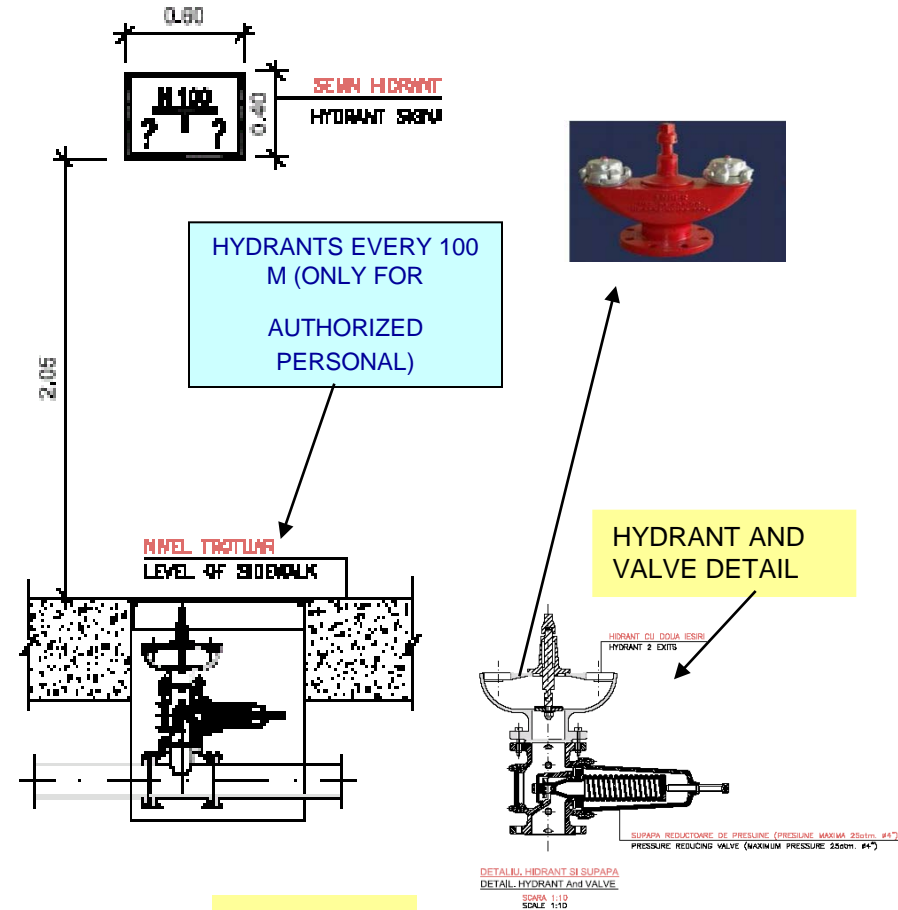 0.60
H 100
? ?
0.40
SEMN HIDRANT
HYDRANT SIGN
HYDRANTS EVERY 100
M (ONLY FOR
AUTHORIZED
PERSONAL)
2.05
NIVEL TROTUAR
LEVEL OF SIDEWALK
HYDRANT AND
VALVE DETAIL
HIDRANT CU DOUA IESIRI
HYDRANT 2 EXITS
SUPAPA REDUCTOARE DE PRESUINE (PRESIUNE MAXIMA 25atm. ø4")
PRESSURE REDUCING VALVE (MAXIMUM PRESSURE 25atm. ø4")
DETALIU. HIDRANT SI SUPAPA
DETAIL. HYDRANT And VALVE
SCARA 1:10
SCALE 1:10